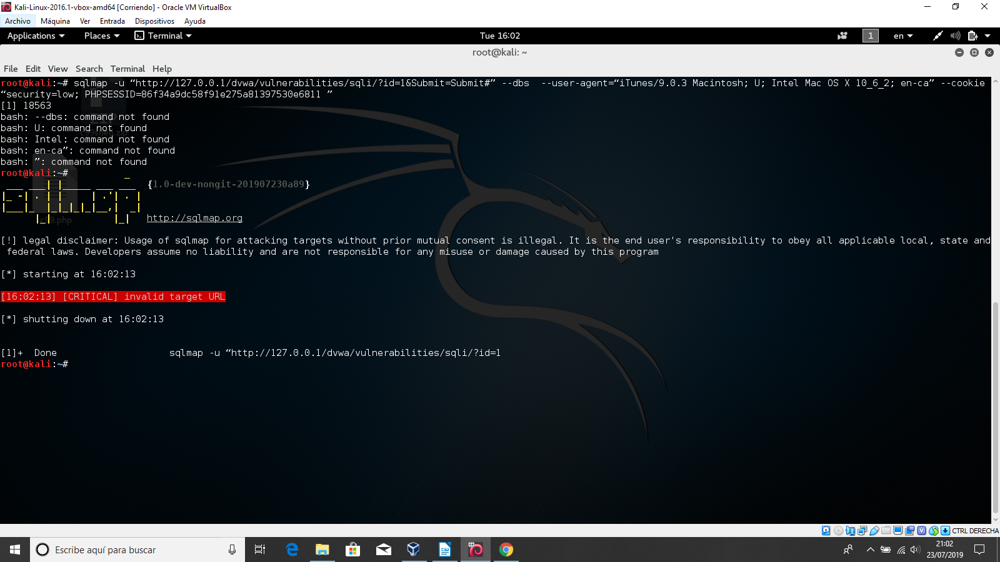 Kali-Linux-2016.1-vbox-amd64 [Corriendo] - Oracle VM VirtualBox
Archivo Máquina Ver Entrada Dispositivos Ayuda
Applications Places Terminal Tue 16:02 1 en
root@kali: ~
File Edit View Search Terminal Help
root@kali:~# sqlmap -u “http://127.0.0.1/dvwa/vulnerabilities/sqli/?id=1&Submit=Submit#” --dbs  --user-agent=“iTunes/9.0.3 Macintosh; U; Intel Mac OS X 10_6_2; en-ca” --cookie
“security=low; PHPSESSID=86f34a9dc58f91e275a81397530e6811 ”
[1] 18563
bash: --dbs: command not found
bash: U: command not found
c99shell.zip
bash: Intel: command not found
bash: en-ca”: command not found
bash: ”: command not found
root@kali:~#
{1.0-dev-nongit-201907230a89}
c99.php
http://sqlmap.org
[!] legal disclaimer: Usage of sqlmap for attacking targets without prior mutual consent is illegal. It is the end user's responsibility to obey all applicable local, state and
federal laws. Developers assume no liability and are not responsible for any misuse or damage caused by this program
[*] starting at 16:02:13
[16:02:13] [CRITICAL] invalid target URL
[*] shutting down at 16:02:13
[1]+  Done                    sqlmap -u “http://127.0.0.1/dvwa/vulnerabilities/sqli/?id=1
root@kali:~#
CTRL DERECHA
Escribe aquí para buscar
21:02
23/07/2019